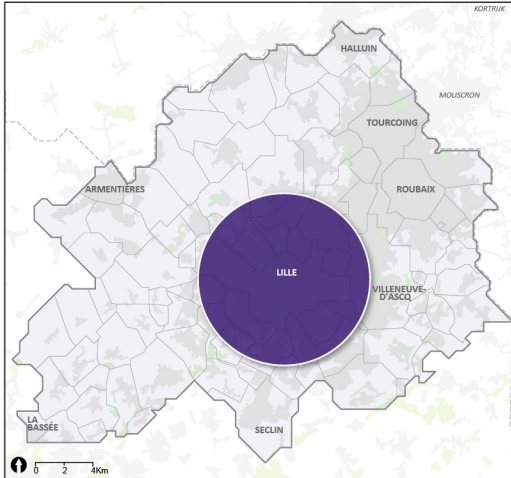 KORTRIJK
HALLUIN
MOUSCRON
TOURCOING
ARMENTIÈRES
ROUBAIX
LILLE
VILLENEUVE-
D'ASCQ
LA
BASSÉE
SECLIN
0 2 4Km